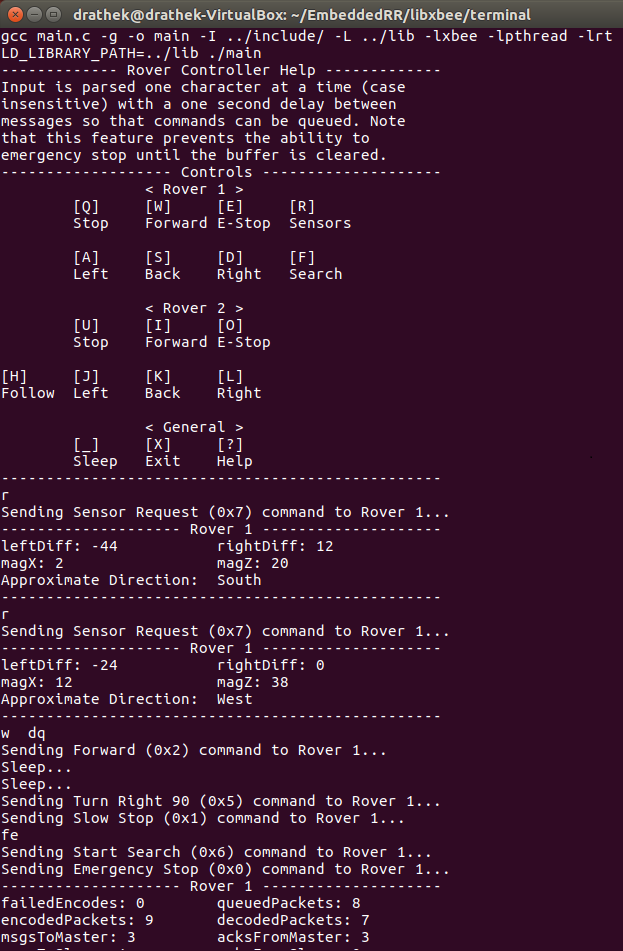 drathek@drathek-VirtualBox: ~/EmbeddedRR/libxbee/terminal
gcc main.c -g -o main -I ../include/ -L ../lib -lxbee -lpthread -lrt
LD_LIBRARY_PATH=../lib ./main
------------- Rover Controller Help -------------
Input is parsed one character at a time (case
insensitive) with a one second delay between
messages so that commands can be queued. Note
that this feature prevents the ability to
emergency stop until the buffer is cleared.
------------------- Controls --------------------
< Rover 1 >
[Q] [W] [E] [R]
Stop Forward E-Stop Sensors
[A] [S] [D] [F]
Left Back Right Search
< Rover 2 >
[U] [I] [O]
Stop Forward E-Stop
[H] [J] [K] [L]
Follow Left Back Right
< General >
[_] [X] [?]
Sleep Exit Help
-------------------------------------------------
r
Sending Sensor Request (0x7) command to Rover 1...
-------------------- Rover 1 --------------------
leftDiff: -44 rightDiff: 12
magX: 2 magZ: 20
Approximate Direction: South
-------------------------------------------------
r
Sending Sensor Request (0x7) command to Rover 1...
-------------------- Rover 1 --------------------
leftDiff: -24 rightDiff: 0
magX: 12 magZ: 38
Approximate Direction: West
-------------------------------------------------
w  dq
Sending Forward (0x2) command to Rover 1...
Sleep...
Sleep...
Sending Turn Right 90 (0x5) command to Rover 1...
Sending Slow Stop (0x1) command to Rover 1...
fe
Sending Start Search (0x6) command to Rover 1...
Sending Emergency Stop (0x0) command to Rover 1...
-------------------- Rover 1 --------------------
failedEncodes: 0 queuedPackets: 8
encodedPackets: 9 decodedPackets: 7
msgsToMaster: 3 acksFromMaster: 3